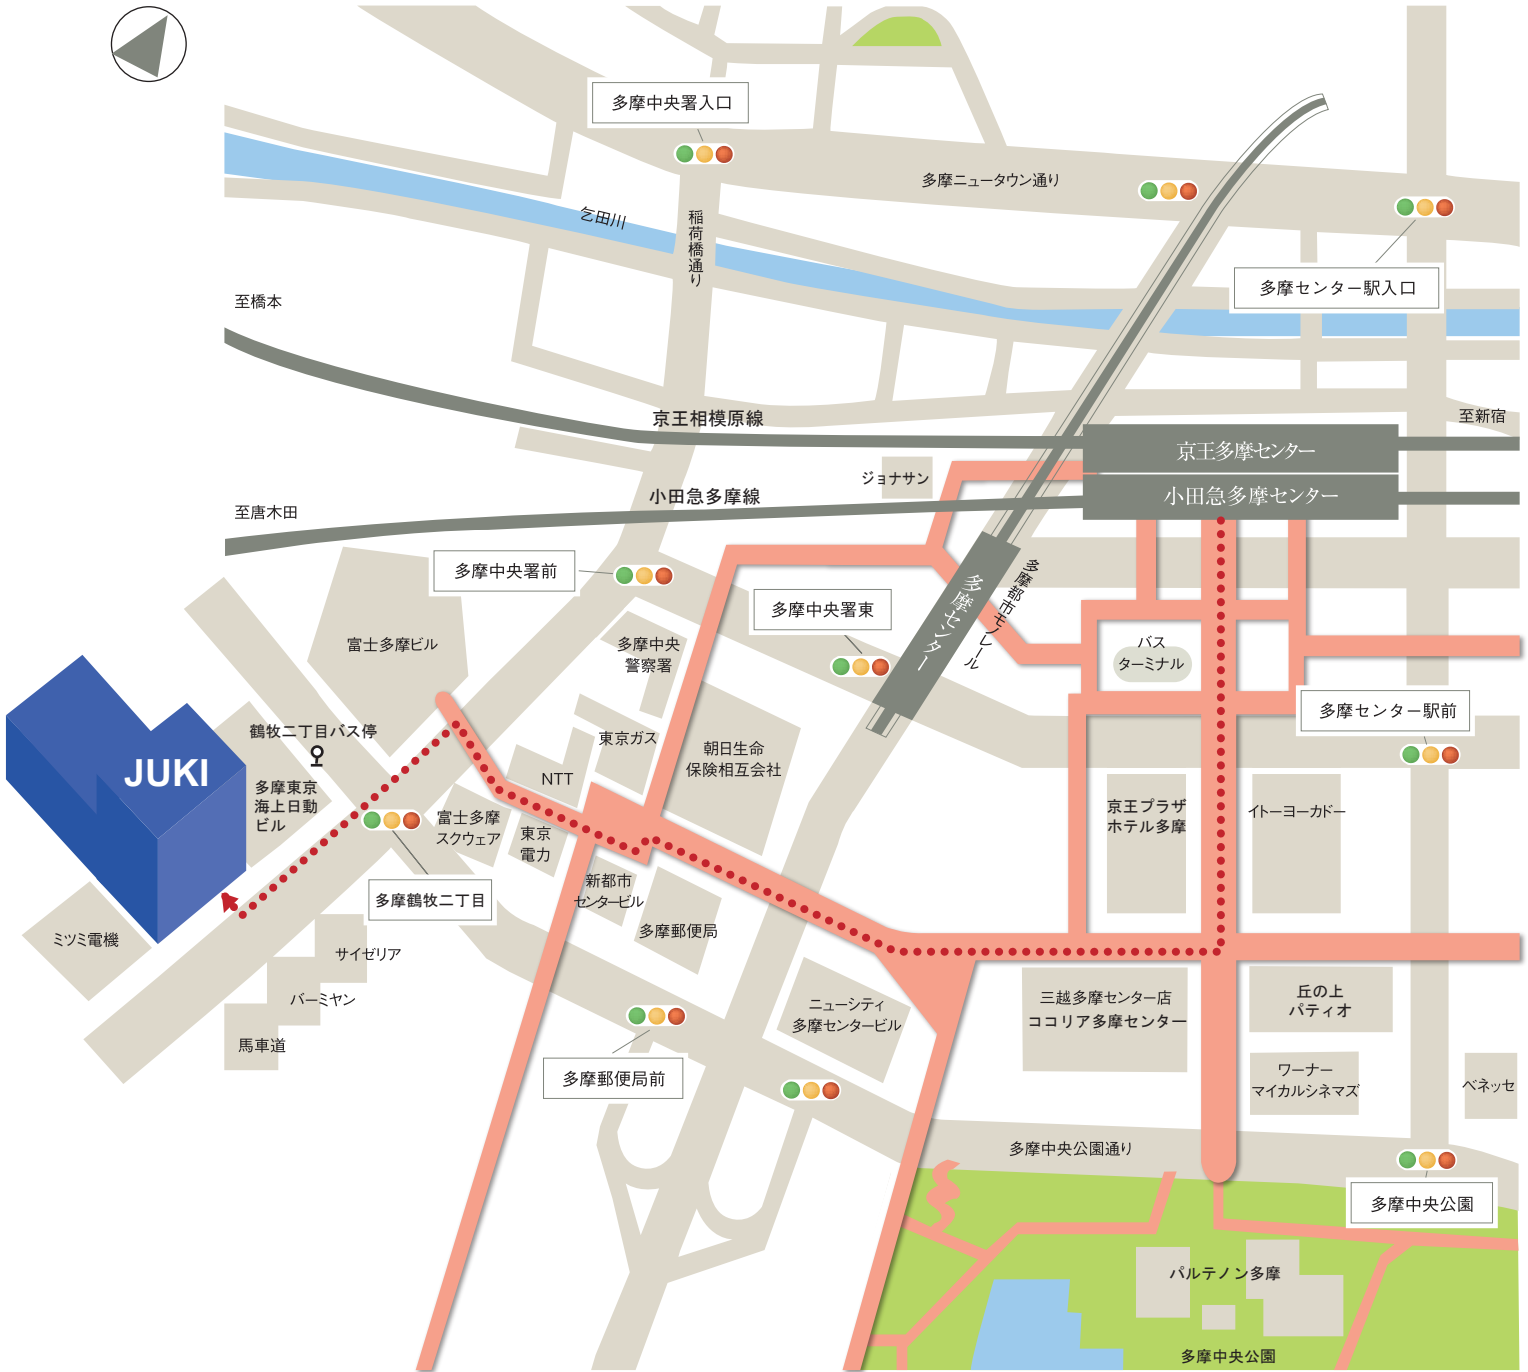 多摩中央署入口
多摩ニュータウン通り
乞田川
稲荷橋通り
多摩センター駅入口
至橋本
京王相模原線
至新宿
京王多摩センター
ジョナサン
小田急多摩線
小田急多摩センター
至唐木田
多摩中央署前
多摩都市モノレール
多摩センター
多摩中央署東
富士多摩ビル
多摩中央
警察署
バス
ターミナル
多摩センター駅前
鶴牧二丁目バス停
東京ガス
朝日生命
保険相互会社
JUKI
NTT
多摩東京
海上日動
ビル
富士多摩
スクウェア
東京
電力
京王プラザ
ホテル多摩
イトーヨーカドー
多摩鶴牧二丁目
新都市
センタービル
多摩郵便局
ミツミ電機
サイゼリア
バーミヤン
馬車道
ニューシティ
多摩センタービル
三越多摩センター店
ココリア多摩センター
丘の上
パティオ
多摩郵便局前
ワーナー
マイカルシネマズ
ベネッセ
多摩中央公園通り
多摩中央公園
パルテノン多摩
多摩中央公園